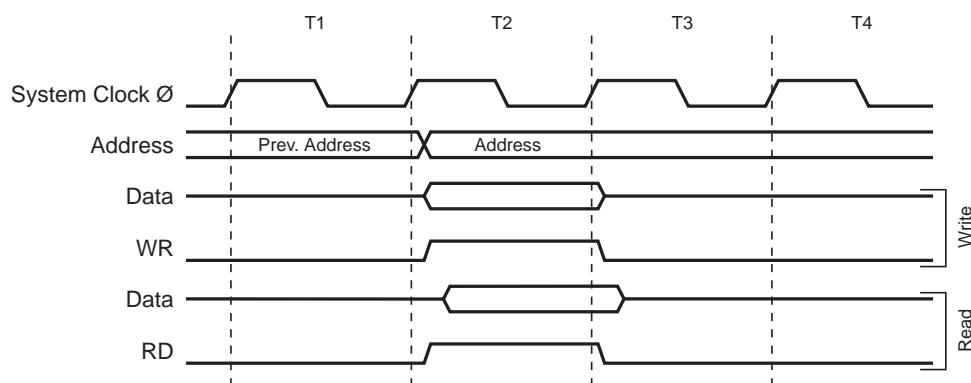 T1 T2 T3 T4
System Clock Ø
Address Prev. Address Address
Data
WR
Write
Data
RD
Read